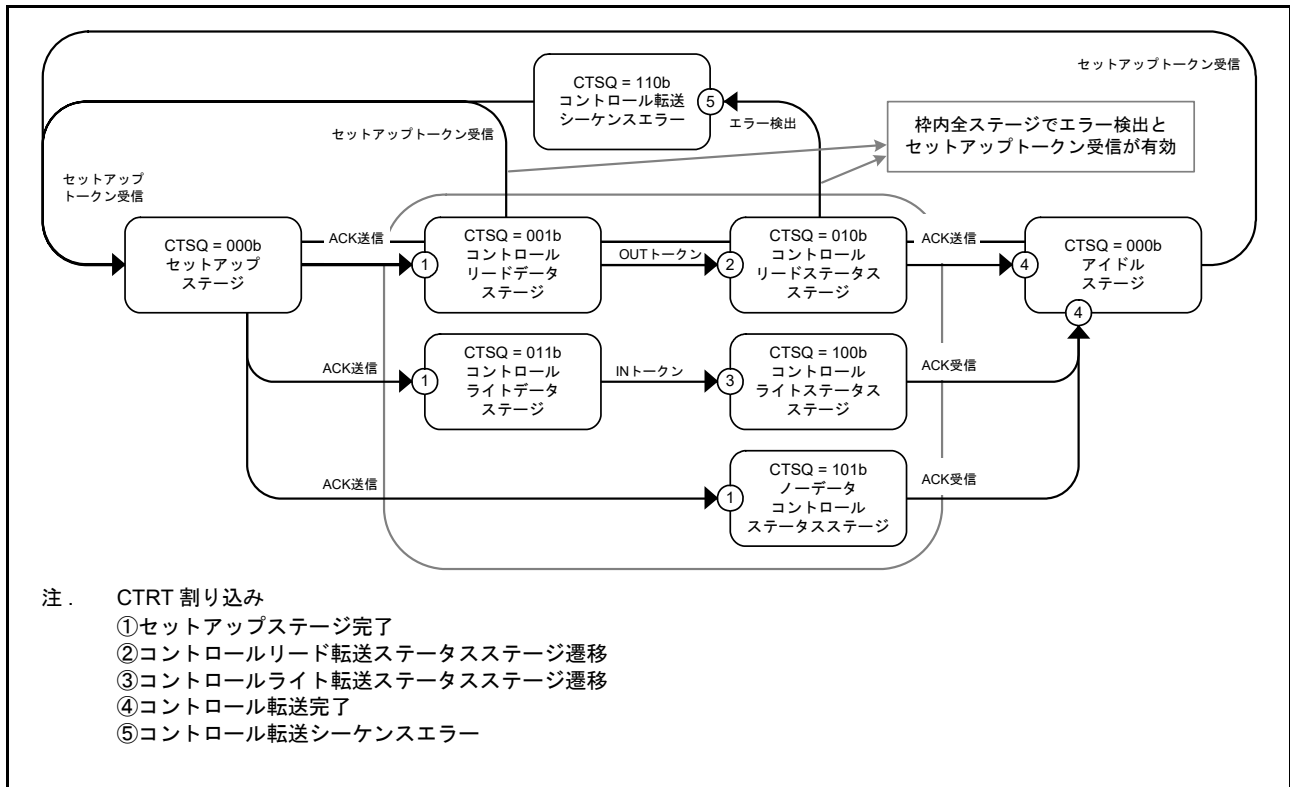 セットアップトークン受信
CTSQ = 110b
コントロール転送
シーケンスエラー
⑤
エラー検出
セットアップトークン受信
枠内全ステージでエラー検出と
セットアップトークン受信が有効
セットアップ
トークン受信
CTSQ = 000b
セットアップ
ステージ
ACK送信
①
CTSQ = 001b
コントロール
リードデータ
ステージ
OUTトークン
②
CTSQ = 010b
コントロール
リードステータス
ステージ
ACK送信
④
CTSQ = 000b
アイドル
ステージ
④
ACK送信
①
CTSQ = 011b
コントロール
ライトデータ
ステージ
INトークン
③
CTSQ = 100b
コントロール
ライトステータス
ステージ
ACK受信
ACK送信
①
CTSQ = 101b
ノーデータ
コントロール
ステータスステージ
ACK受信
注 . CTRT 割り込み
①セットアップステージ完了
②コントロールリード転送ステータスステージ遷移
③コントロールライト転送ステータスステージ遷移
④コントロール転送完了
⑤コントロール転送シーケンスエラー